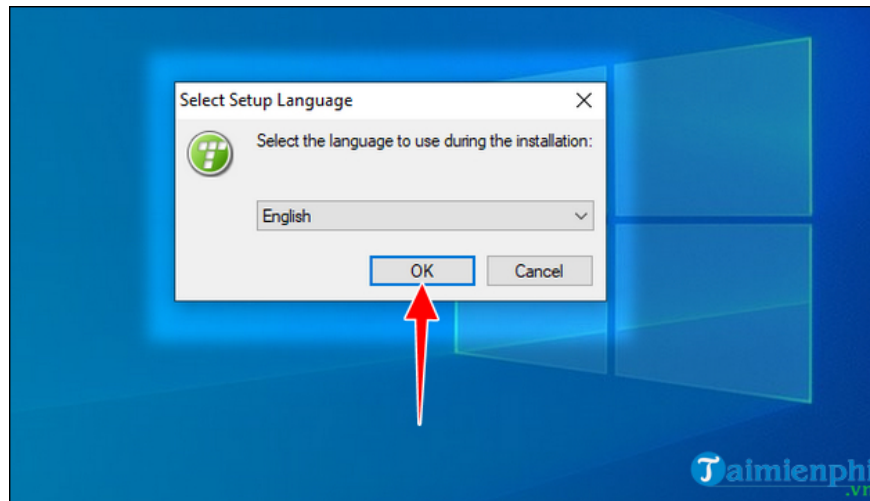 Select Setup Language
Select the language to use during the installation:
English
OK Cancel
Taimienphi
.vn